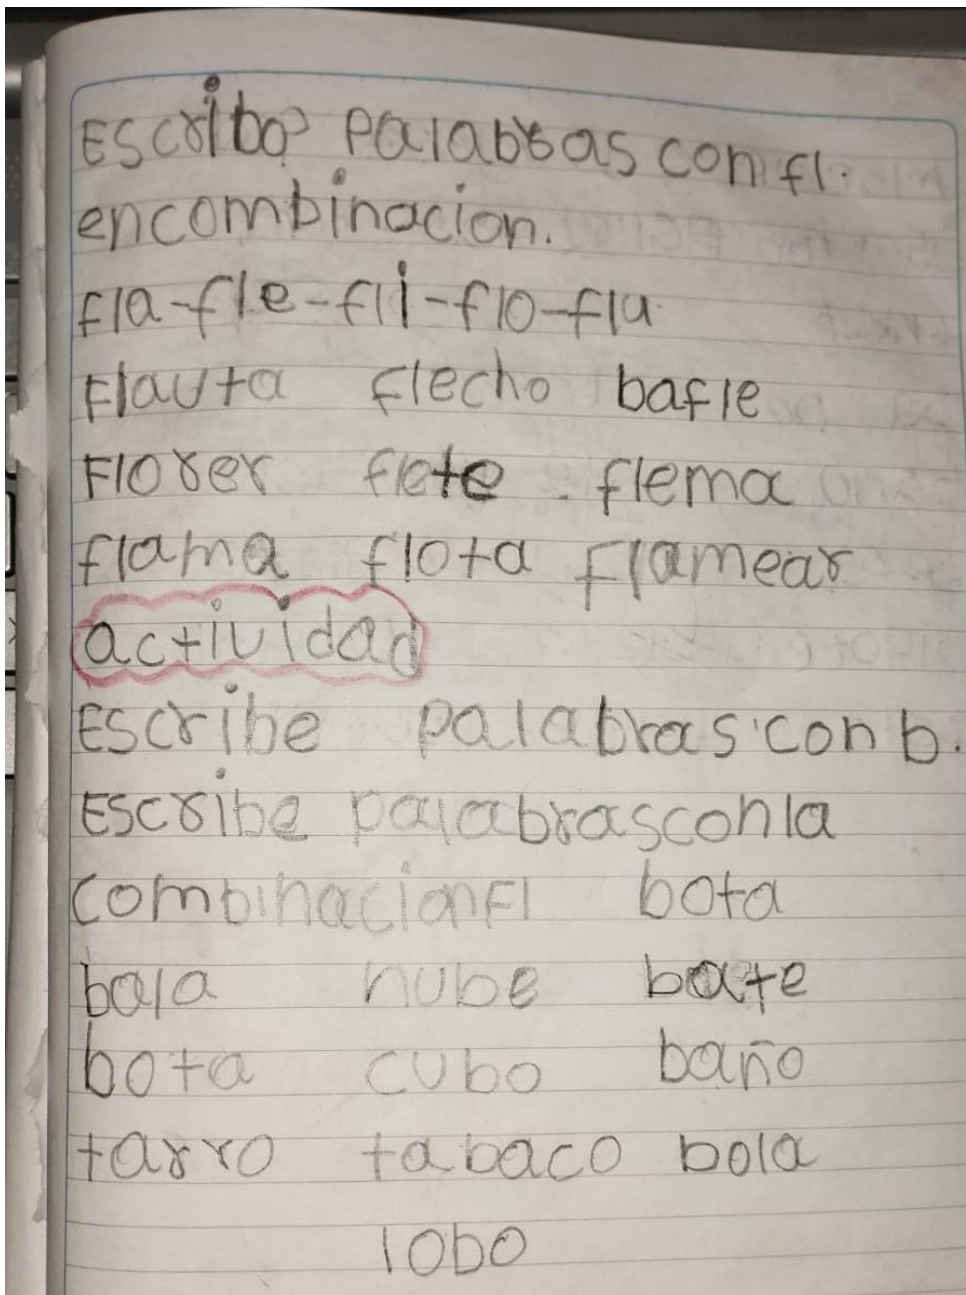 Escribo palabras con fl.
encombinacion.
fla-fle-fli-flo-flu
Flauta flecho bafle
Florer flete. flema
flama flota flamear
actividad
Escribe palabras con b.
Escribe palabrasconla
combinacionFl bota
bala nube bate
bota cubo baño
tarro tabaco bola
lobo